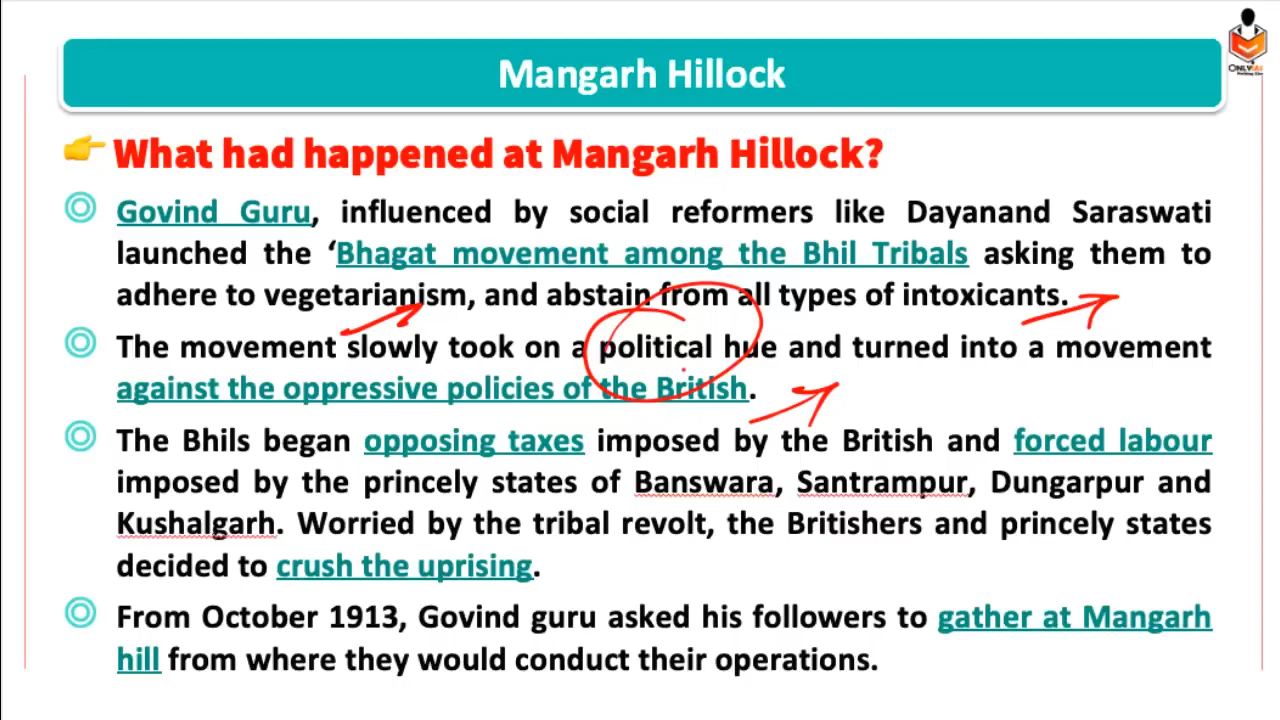 Mangarh Hillock
ONLYIAS
What had happened at Mangarh Hillock?
Govind Guru, influenced by social reformers like Dayanand Saraswati
launched the ‘Bhagat movement among the Bhil Tribals asking them to
adhere to vegetarianism, and abstain from all types of intoxicants.
The movement slowly took on a political hue and turned into a movement
against the oppressive policies of the British.
The Bhils began opposing taxes imposed by the British and forced labour
imposed by the princely states of Banswara, Santrampur, Dungarpur and
Kushalgarh. Worried by the tribal revolt, the Britishers and princely states
decided to crush the uprising.
From October 1913, Govind guru asked his followers to gather at Mangarh
hill from where they would conduct their operations.